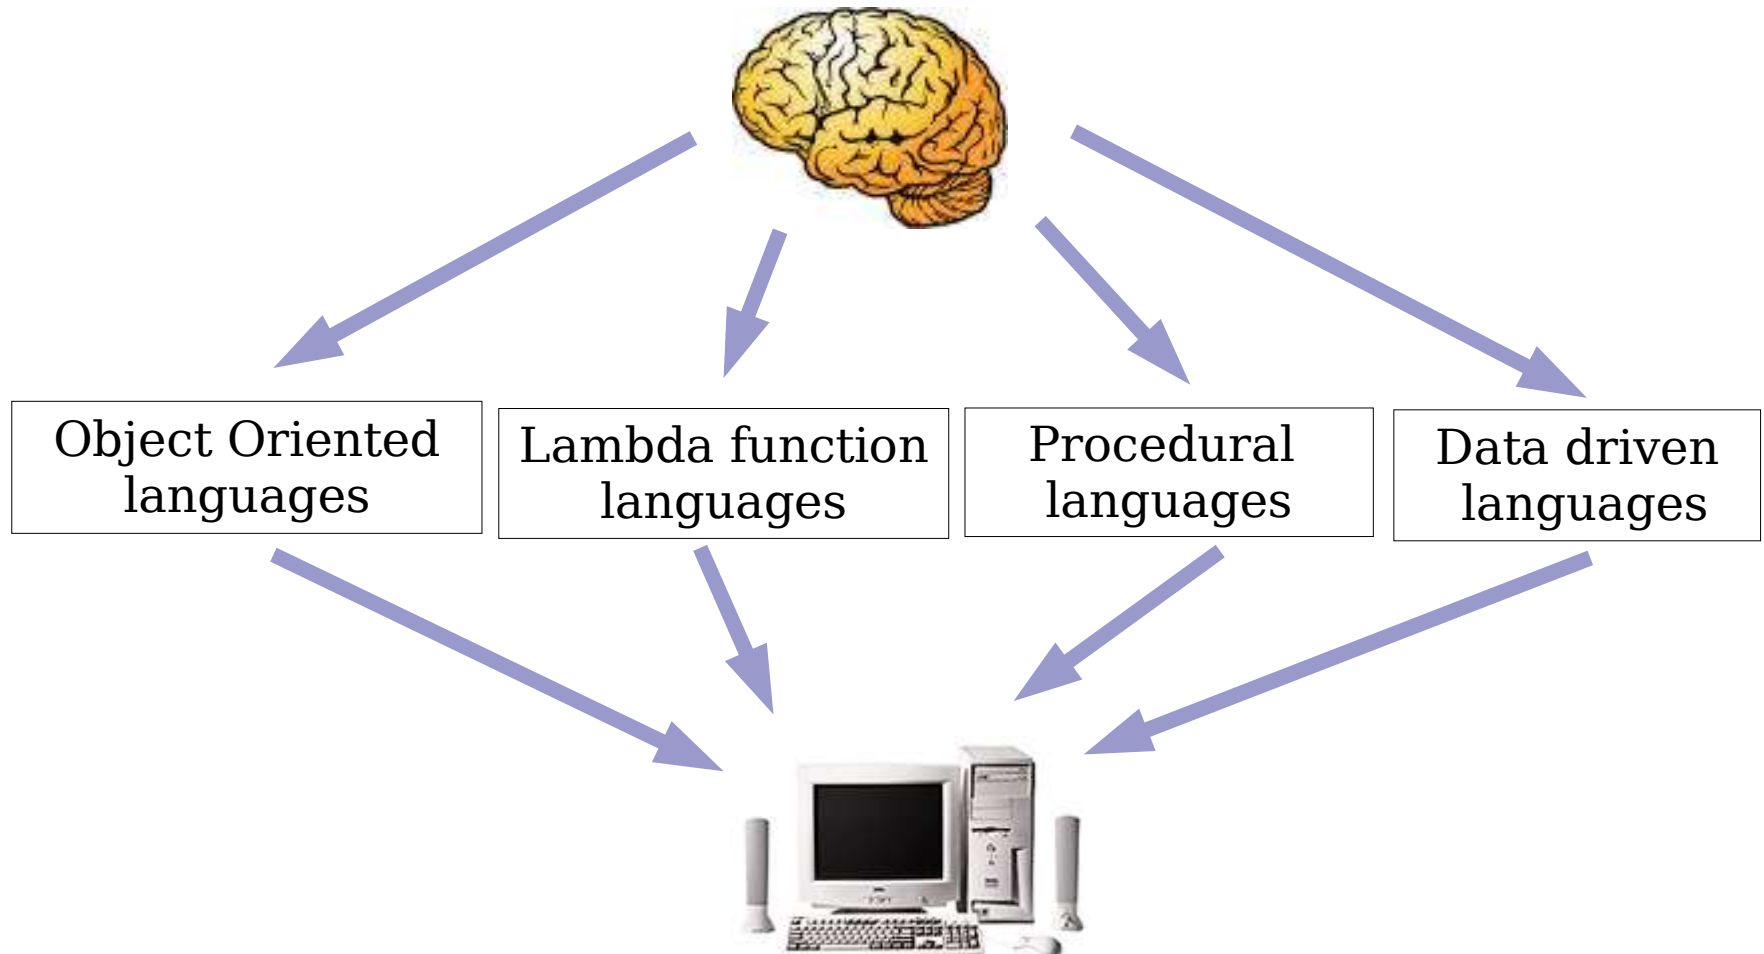 Object Oriented
languages
Lambda function
languages
Procedural
languages
Data driven
languages